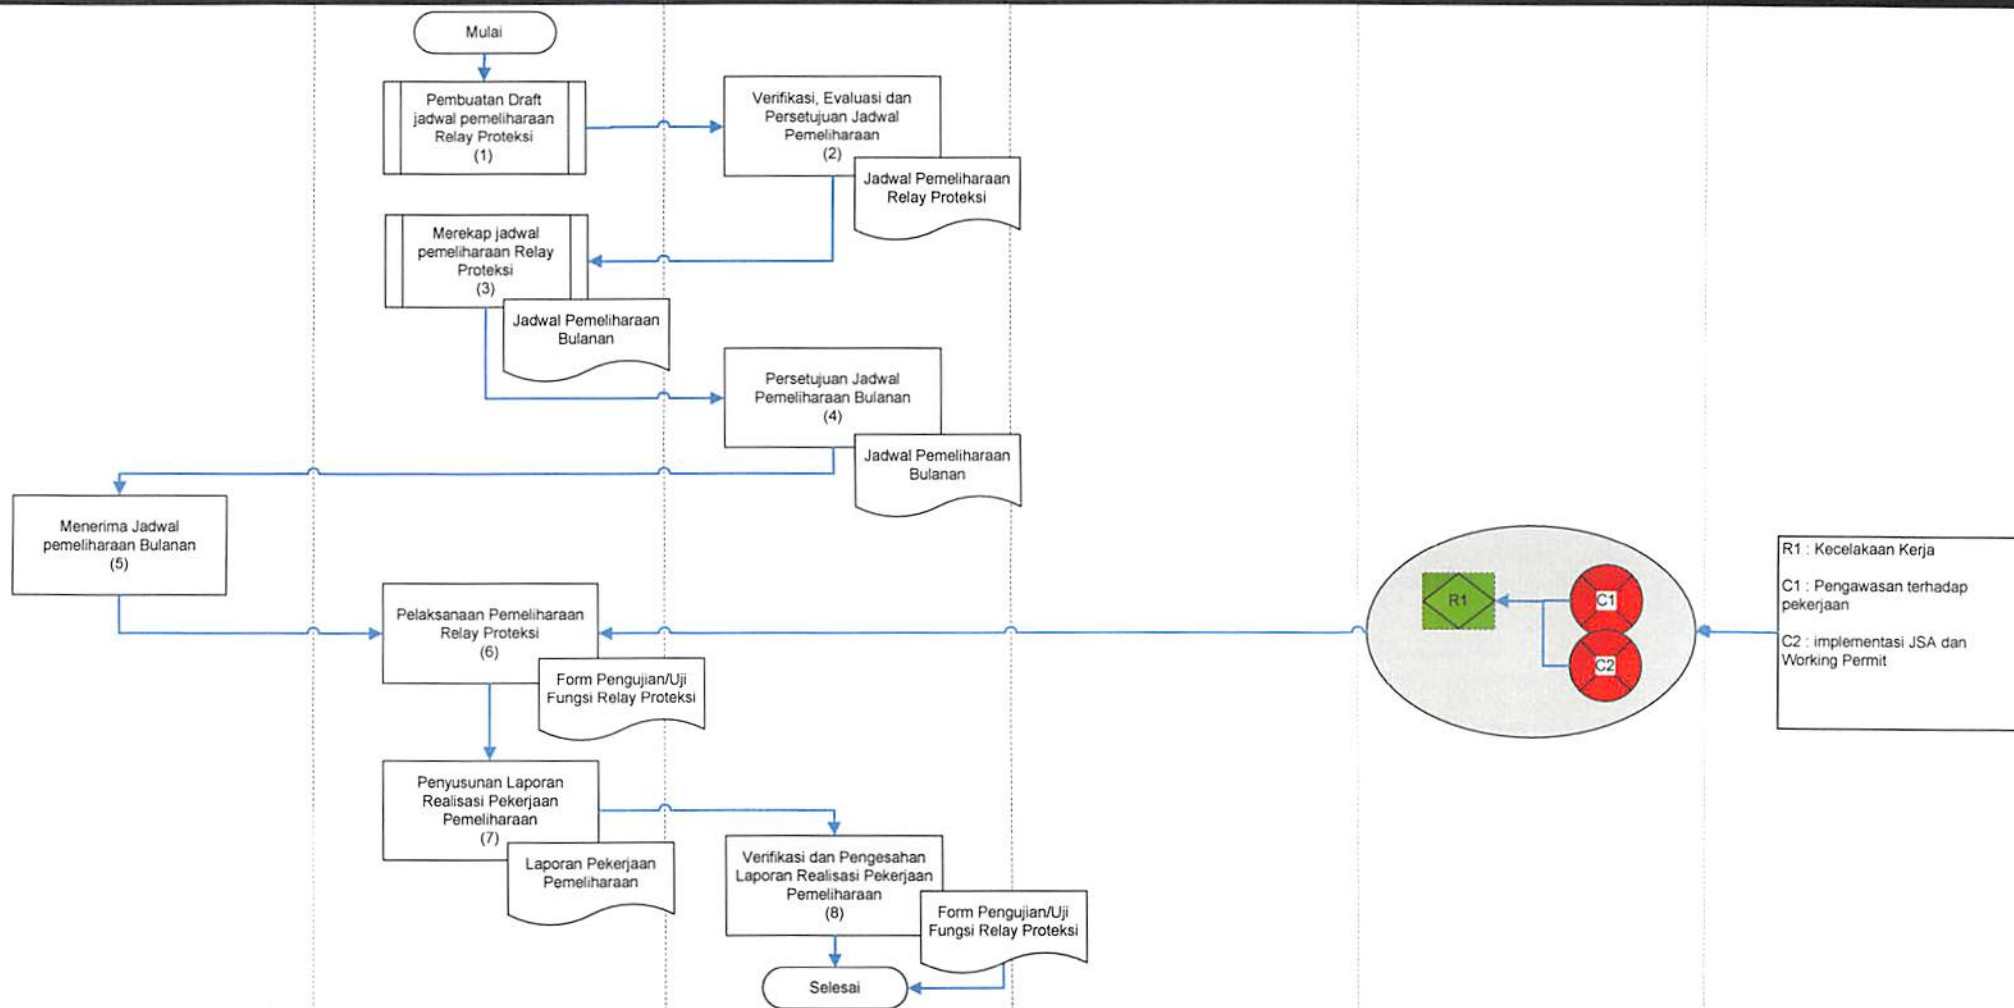 Mulai
Pembuatan Draft
jadwal pemeliharaan
Relay Proteksi
(1)
Verifikasi, Evaluasi dan
Persetujuan Jadwal
Pemeliharaan
(2)
Jadwal Pemeliharaan
Relay Proteksi
Merekap jadwal
pemeliharaan Relay
Proteksi
(3)
Jadwal Pemeliharaan
Bulanan
Persetujuan Jadwal
Pemeliharaan Bulanan
(4)
Jadwal Pemeliharaan
Bulanan
Menerima Jadwal
pemeliharaan Bulanan
(5)
Pelaksanaan Pemeliharaan
Relay Proteksi
(6)
Form Pengujian/Uji
Fungsi Relay Proteksi
R1
C1
C2
R1 : Kecelakaan Kerja
C1 : Pengawasan terhadap
pekerjaan
C2 : implementasi JSA dan
Working Permit
Penyusunan Laporan
Realisasi Pekerjaan
Pemeliharaan
(7)
Laporan Pekerjaan
Pemeliharaan
Verifikasi dan Pengesahan
Laporan Realisasi Pekerjaan
Pemeliharaan
(8)
Form Pengujian/Uji
Fungsi Relay Proteksi
Selesai